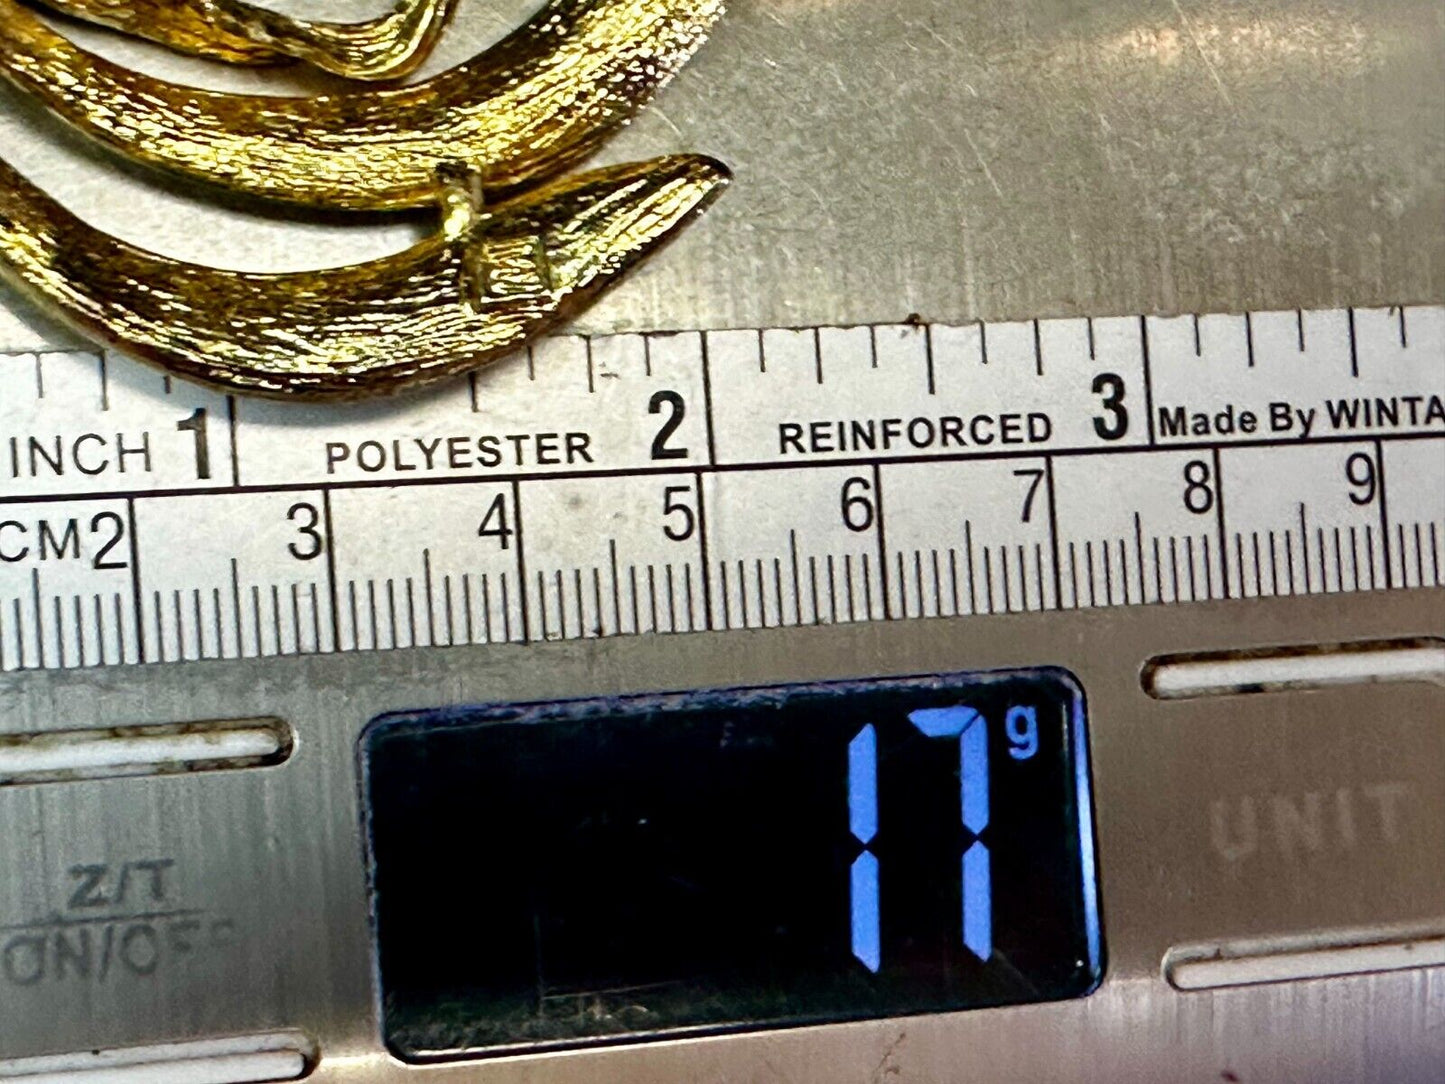 INCH 1 POLYESTER 2 REINFORCED 3 Made By WINTA
CM 2 3 4 5 6 7 8 9
17 g
UNIT
Z/T
ON/OFF